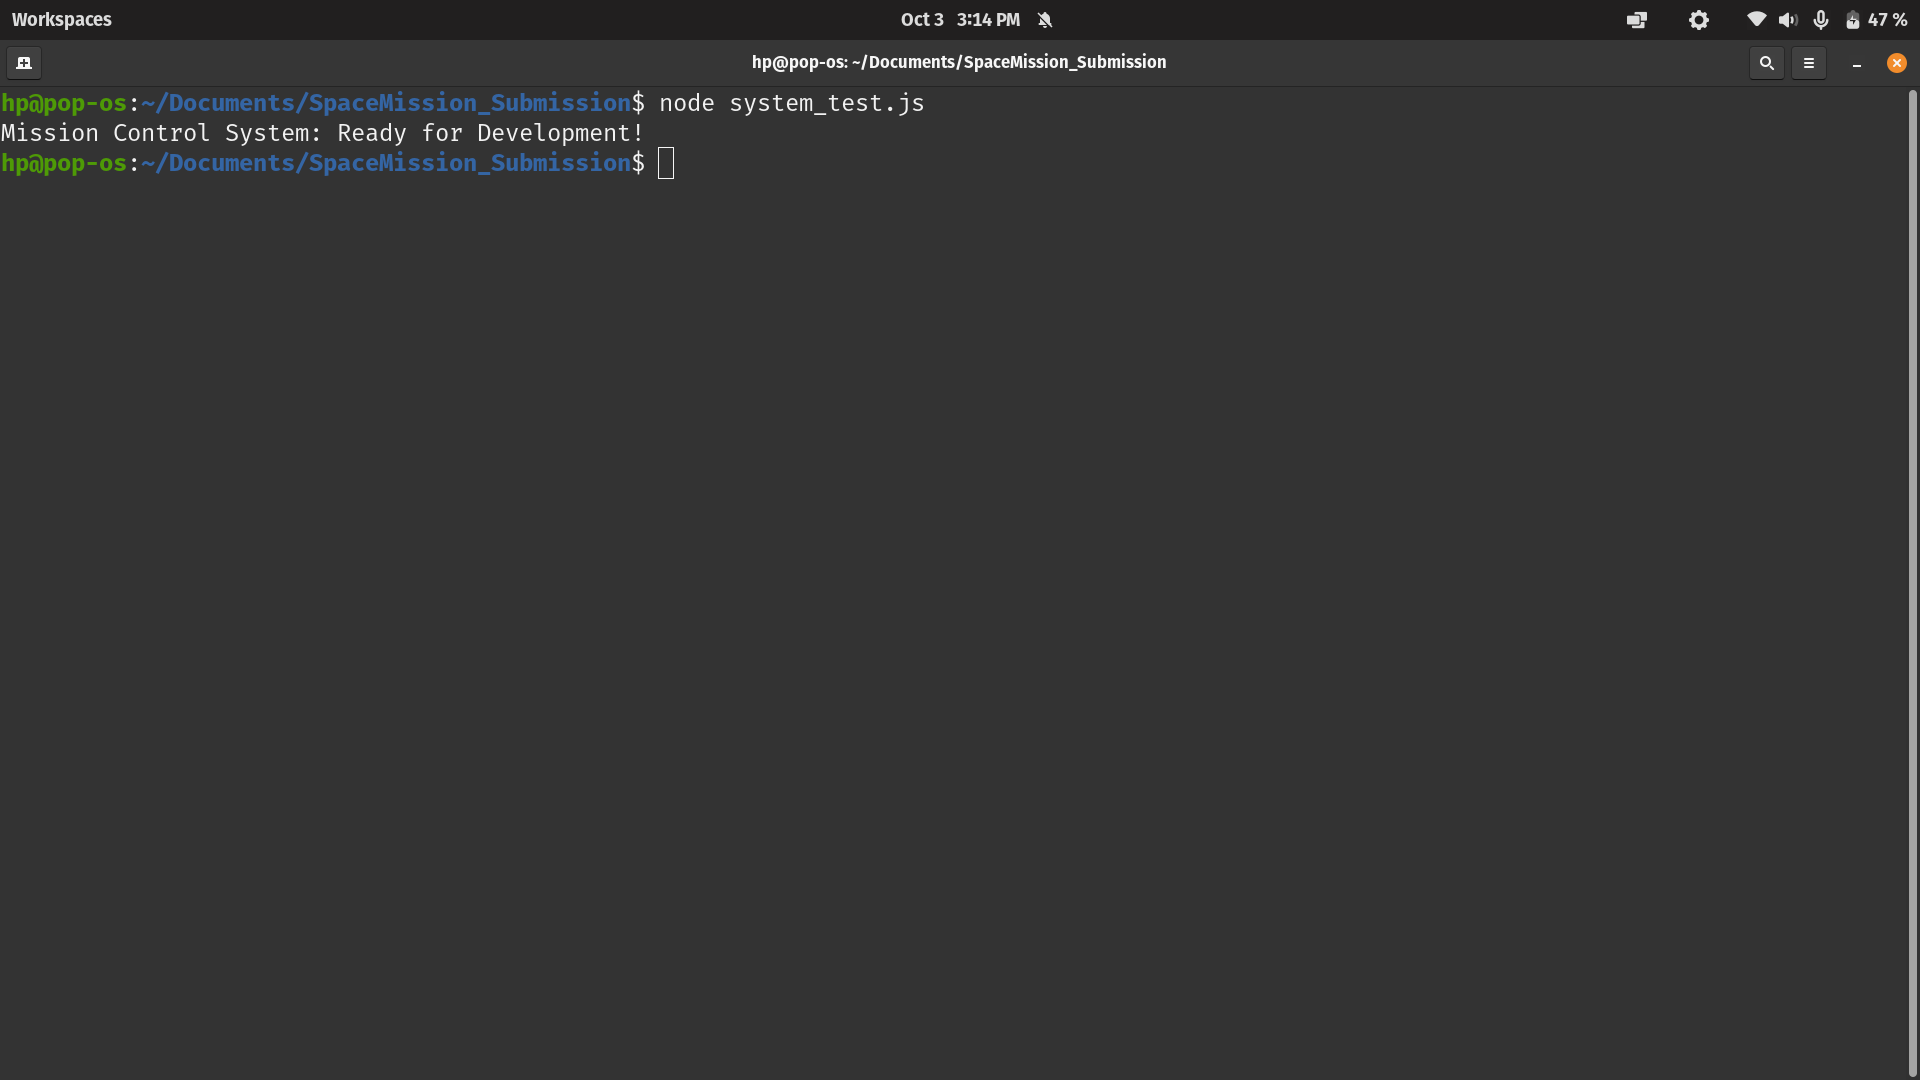 Workspaces
Oct 3 3:14 PM
47 %
hp@pop-os: ~/Documents/SpaceMission_Submission
hp@pop-os:~/Documents/SpaceMission_Submission$ node system_test.js
Mission Control System: Ready for Development!
hp@pop-os:~/Documents/SpaceMission_Submission$